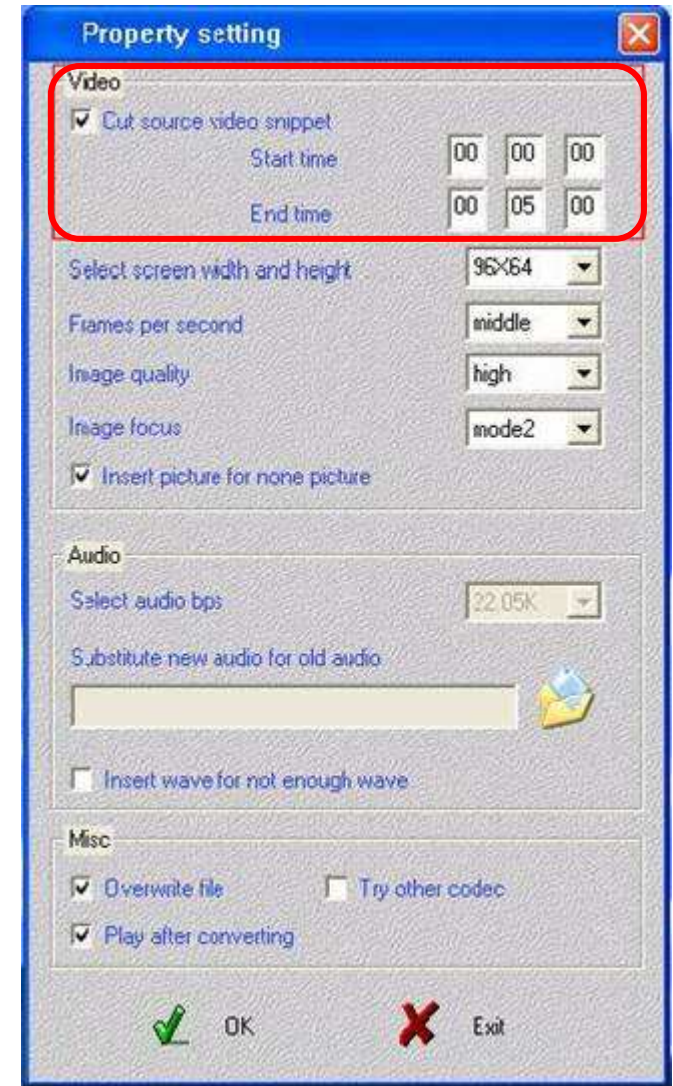 Property setting
Video
Cut source video snippet
Start time 00 00 00
End time 00 05 00
Select screen width and height 96X64
Frames per second middle
Image quality high
Image focus mode2
Insert picture for none picture
Audio
Select audio bps 22.05K
Substitute new audio for old audio
Insert wave for not enough wave
Misc
Overwrite file Try other codec
Play after converting
OK Exit